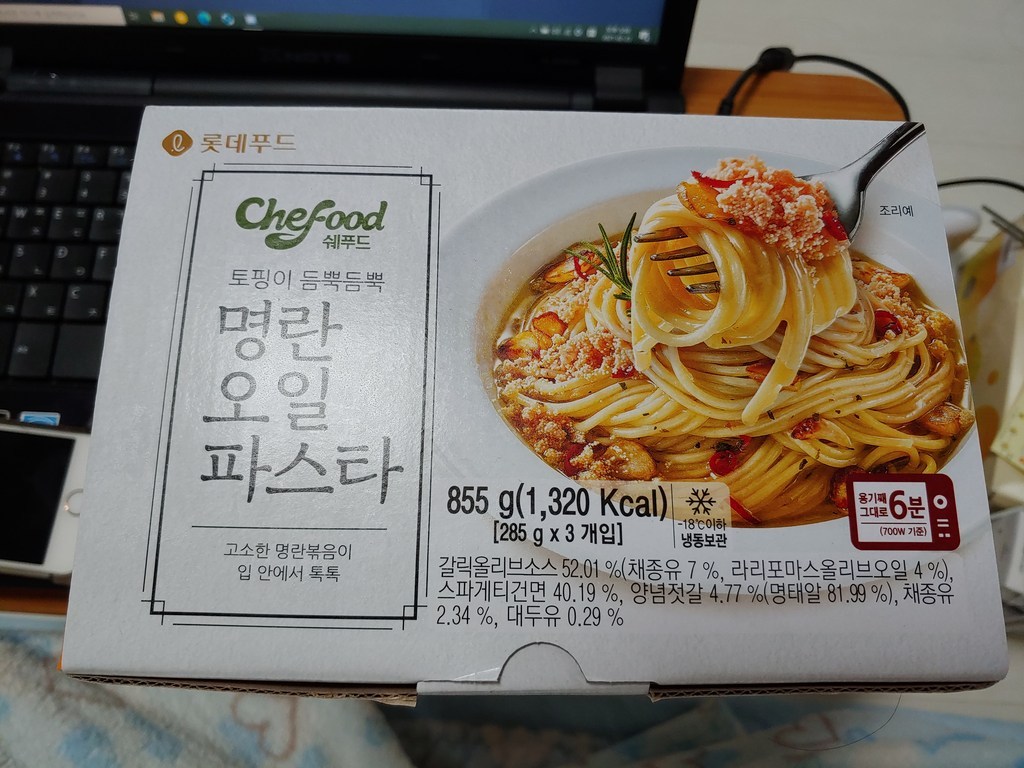 롯데푸드
Chefood
쉐푸드
토핑이 듬뿍듬뿍
명란
오일
파스타
고소한 명란볶음이
입 안에서 톡톡
조리예
855 g(1,320 Kcal)
[285 g x 3 개입]
-18℃이하
냉동보관
용기째
그대로 6분
(700W 기준)
갈릭올리브소스 52.01 %(채종유 7 %, 라리포마스올리브오일 4 %),
스파게티건면 40.19 %, 양념젓갈 4.77 %(명태알 81.99 %), 채종유
2.34 %, 대두유 0.29 %